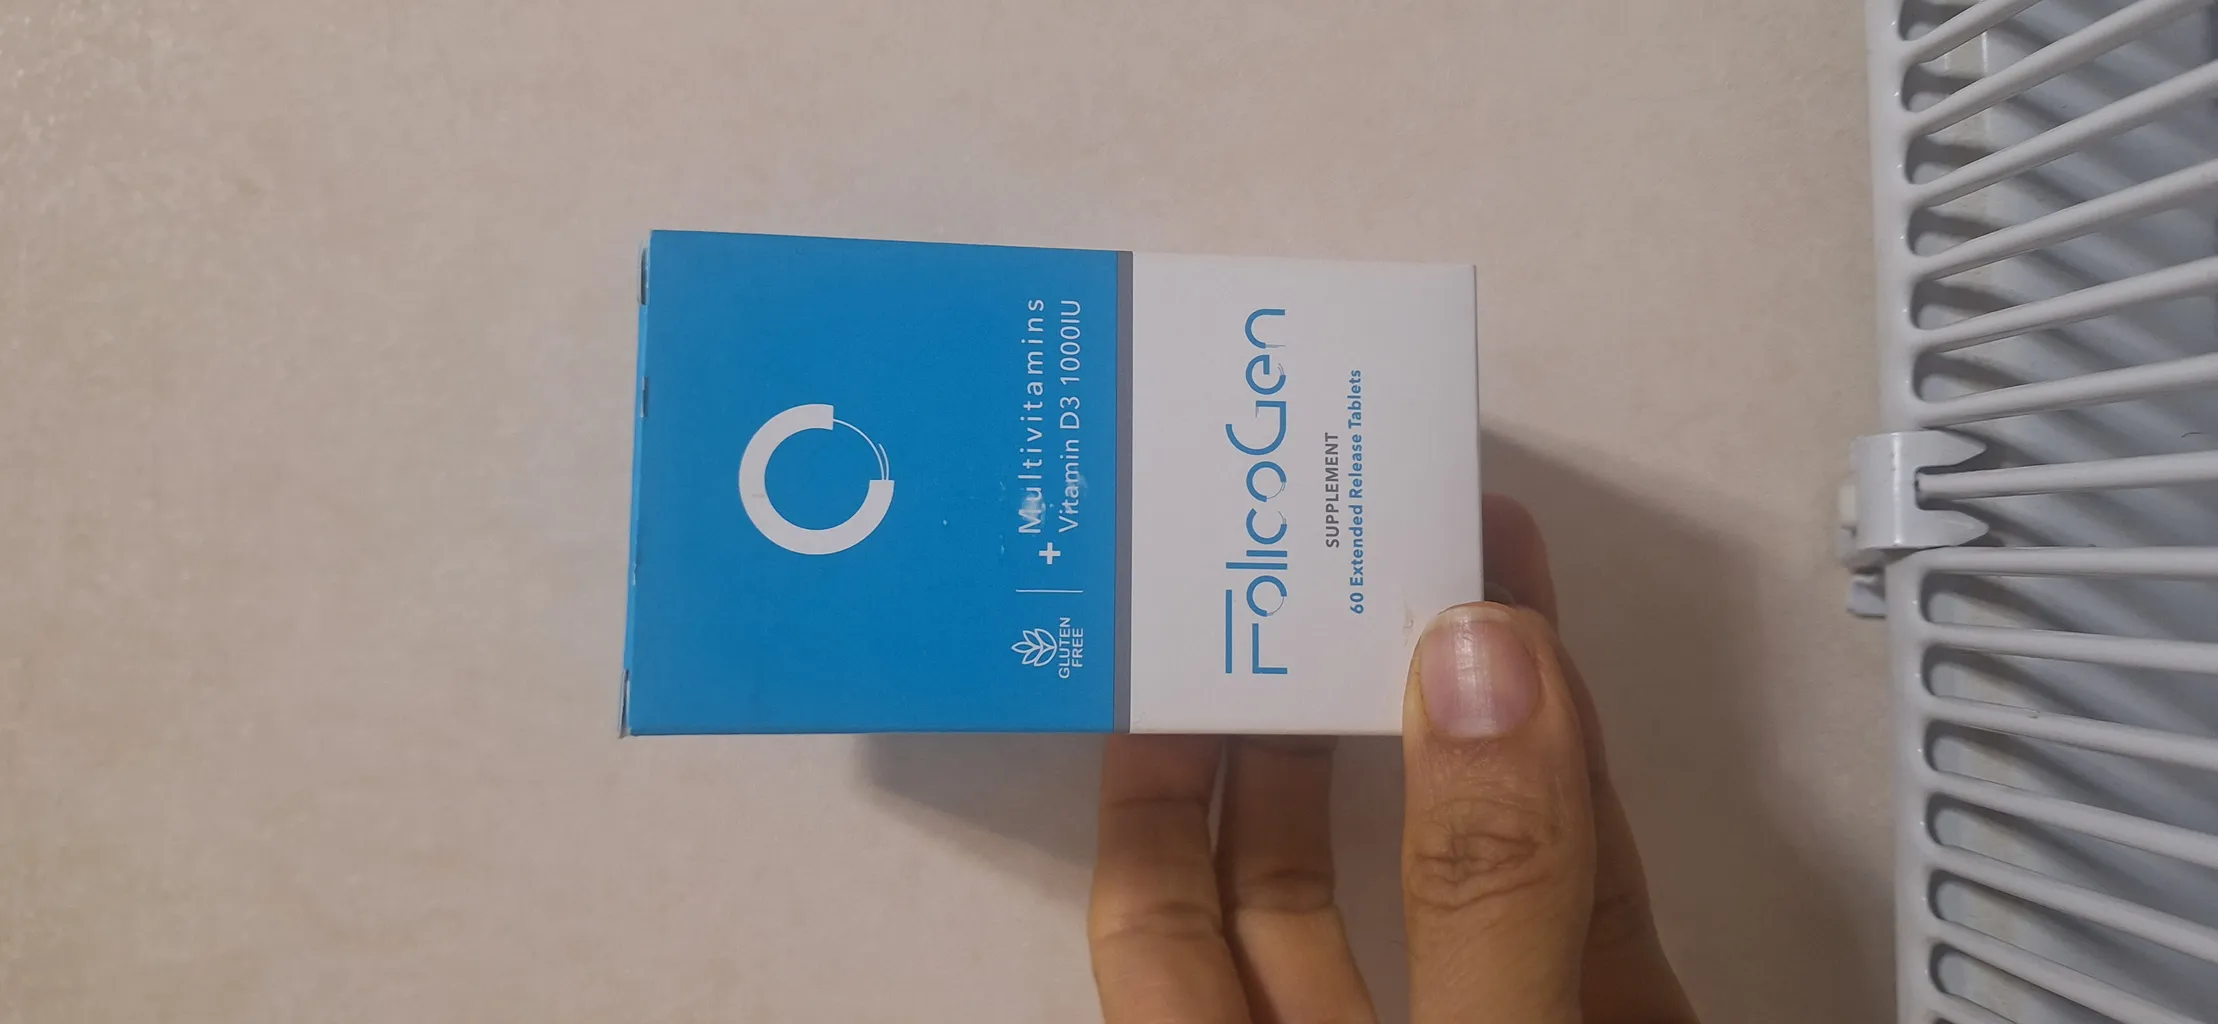 FolicoGen
SUPPLEMENT
60 Extended Release Tablets
GLUTEN
FREE
+ Multivitamins
Vitamin D3 1000IU